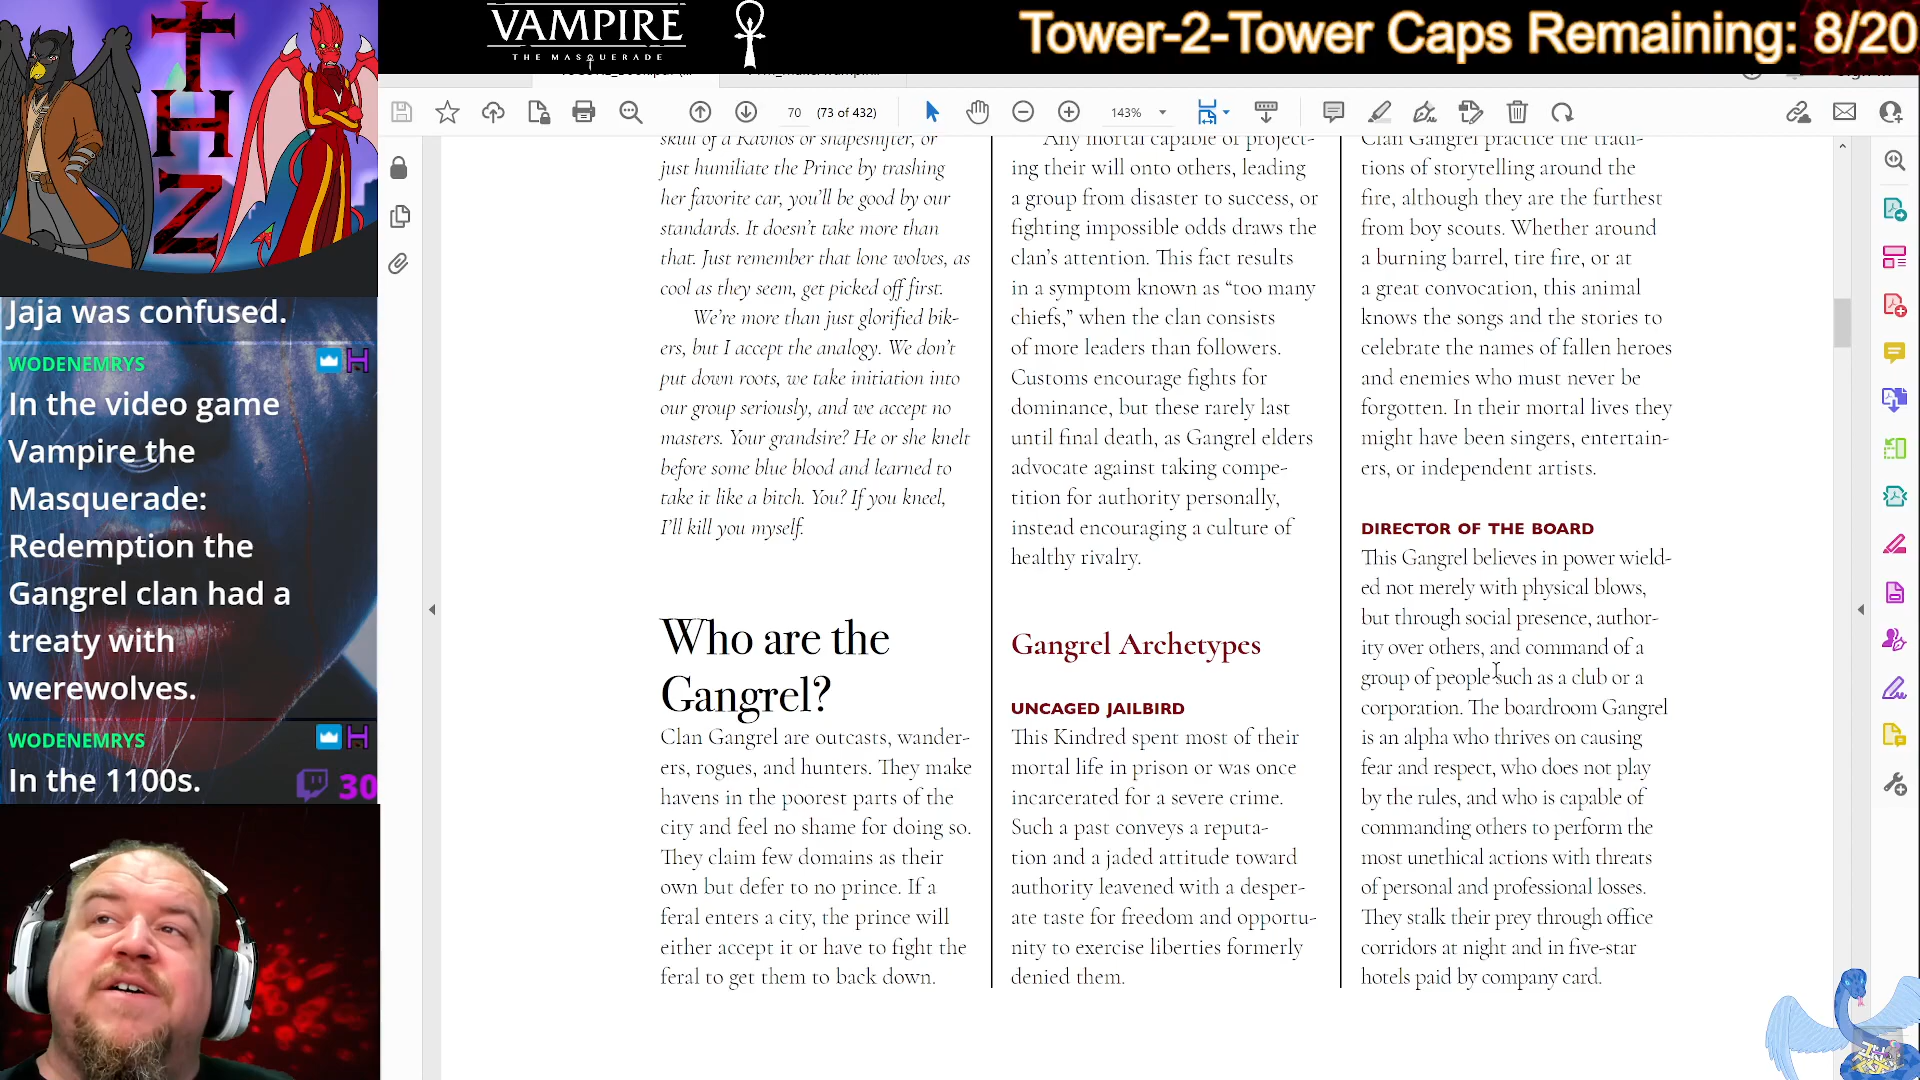 VAMPIRE
THE MASQUERADE
Tower-2-Tower Caps Remaining: 8/20
THZ
70 (73 of 432)
143%
Jaja was confused.
WODENEMRYS
In the video game
Vampire the
Masquerade:
Redemption the
Gangrel clan had a
treaty with
werewolves.
WODENEMRYS
In the 1100s.
30
skull of a Ravnos or shapeshifter, or
just humiliate the Prince by trashing
her favorite car, you'll be good by our
standards. It doesn't take more than
that. Just remember that lone wolves, as
cool as they seem, get picked off first.
We're more than just glorified bik-
ers, but I accept the analogy. We don't
put down roots, we take initiation into
our group seriously, and we accept no
masters. Your grandsire? He or she knelt
before some blue blood and learned to
take it like a bitch. You? If you kneel,
I'll kill you myself.
Who are the
Gangrel?
Clan Gangrel are outcasts, wander-
ers, rogues, and hunters. They make
havens in the poorest parts of the
city and feel no shame for doing so.
They claim few domains as their
own but defer to no prince. If a
feral enters a city, the prince will
either accept it or have to fight the
feral to get them to back down.
Any mortal capable of project-
ing their will onto others, leading
a group from disaster to success, or
fighting impossible odds draws the
clan's attention. This fact results
in a symptom known as “too many
chiefs,” when the clan consists
of more leaders than followers.
Customs encourage fights for
dominance, but these rarely last
until final death, as Gangrel elders
advocate against taking compe-
tition for authority personally,
instead encouraging a culture of
healthy rivalry.
Gangrel Archetypes
UNCAGED JAILBIRD
This Kindred spent most of their
mortal life in prison or was once
incarcerated for a severe crime.
Such a past conveys a reputa-
tion and a jaded attitude toward
authority leavened with a desper-
ate taste for freedom and opportu-
nity to exercise liberties formerly
denied them.
Clan Gangrel practice the tradi-
tions of storytelling around the
fire, although they are the furthest
from boy scouts. Whether around
a burning barrel, tire fire, or at
a great convocation, this animal
knows the songs and the stories to
celebrate the names of fallen heroes
and enemies who must never be
forgotten. In their mortal lives they
might have been singers, entertain-
ers, or independent artists.
DIRECTOR OF THE BOARD
This Gangrel believes in power wield-
ed not merely with physical blows,
but through social presence, author-
ity over others, and command of a
group of people such as a club or a
corporation. The boardroom Gangrel
is an alpha who thrives on causing
fear and respect, who does not play
by the rules, and who is capable of
commanding others to perform the
most unethical actions with threats
of personal and professional losses.
They stalk their prey through office
corridors at night and in five-star
hotels paid by company card.